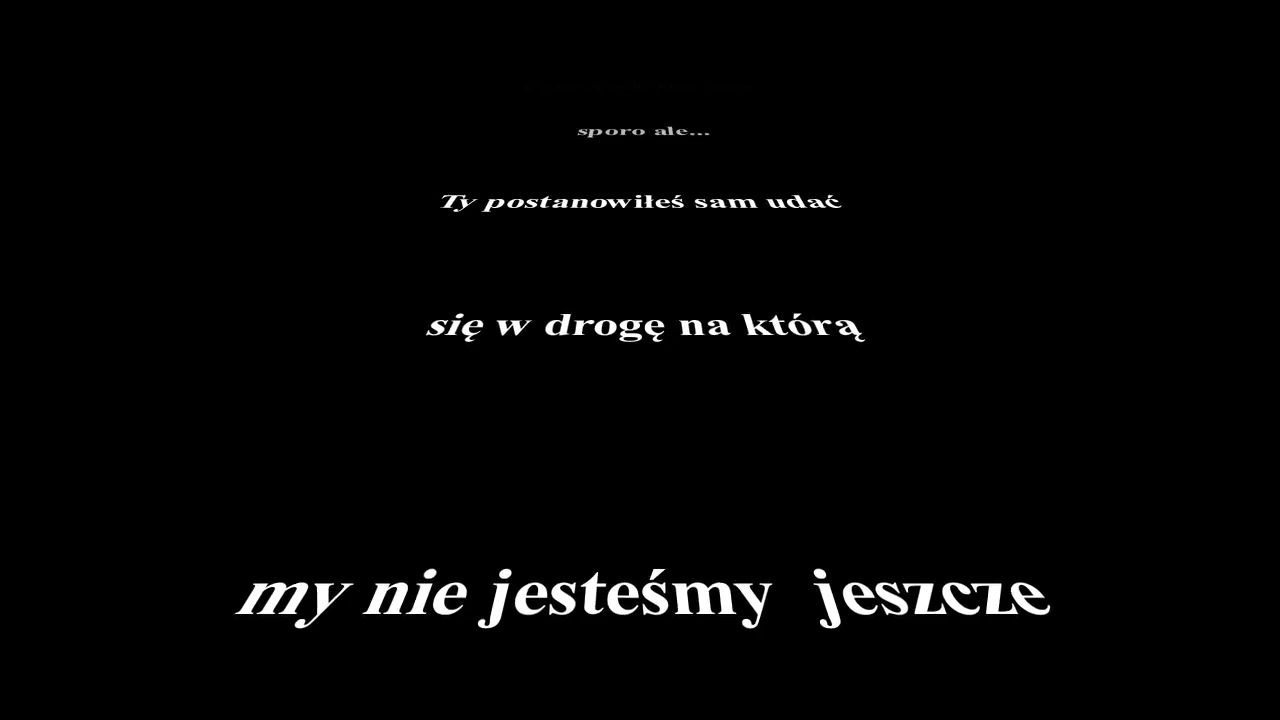 sporo ale...
Ty postanowiłeś sam udać
się w drogę na którą
my nie jesteśmy jeszcze